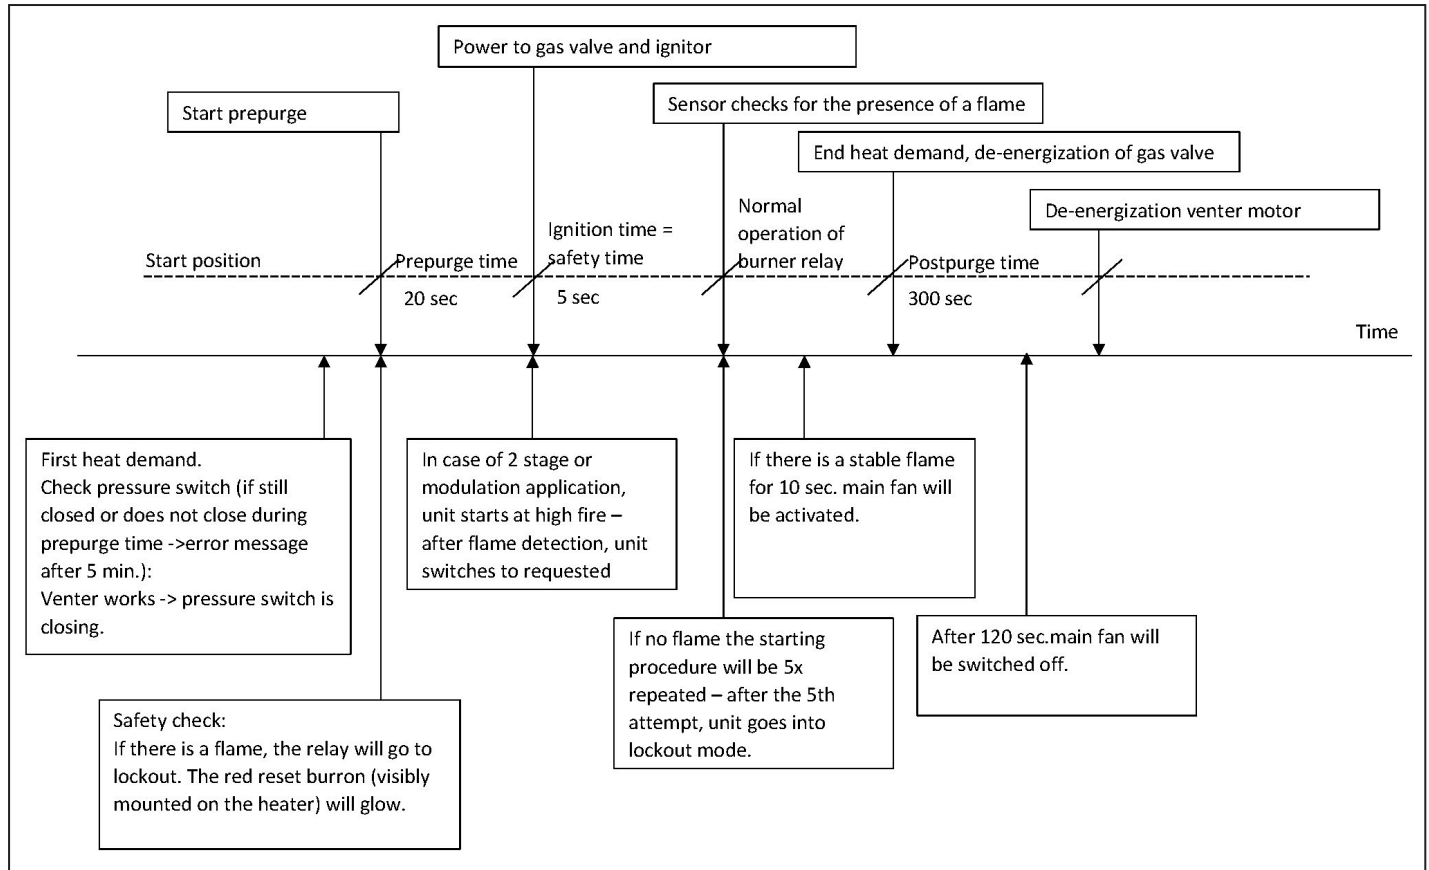 Power to gas valve and ignitor
Start prepurge
Sensor checks for the presence of a flame
End heat demand, de-energization of gas valve
De-energization venter motor
Start position
Prepurge time
20 sec
Ignition time =
safety time
5 sec
Normal
operation of
burner relay
Postpurge time
300 sec
Time
First heat demand.
Check pressure switch (if still
closed or does not close during
prepurge time ->error message
after 5 min.):
Venter works -> pressure switch is
closing.
In case of 2 stage or
modulation application,
unit starts at high fire –
after flame detection, unit
switches to requested
If there is a stable flame
for 10 sec. main fan will
be activated.
If no flame the starting
procedure will be 5x
repeated – after the 5th
attempt, unit goes into
lockout mode.
After 120 sec.main fan will
be switched off.
Safety check:
If there is a flame, the relay will go to
lockout. The red reset burron (visibly
mounted on the heater) will glow.